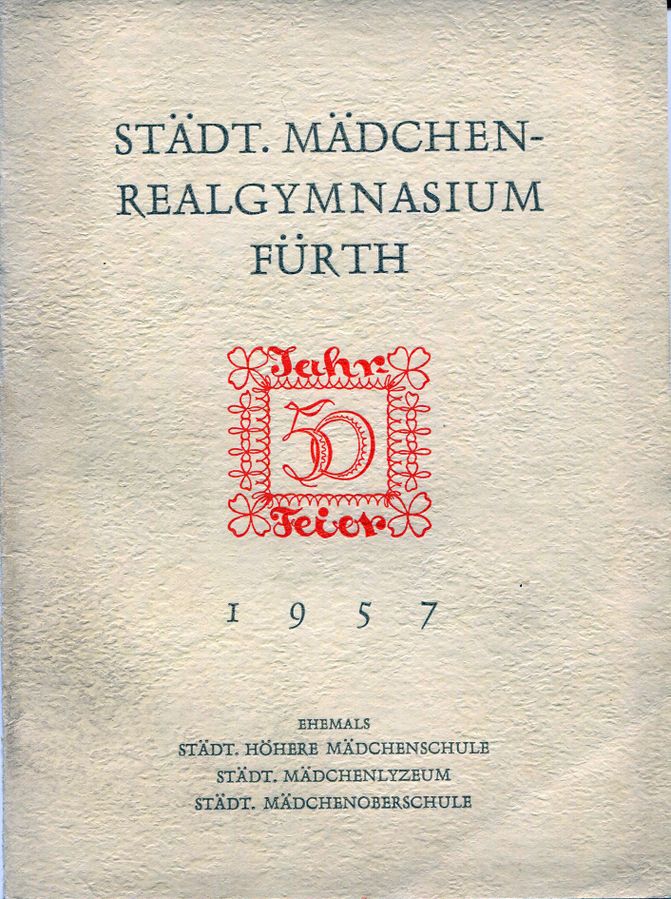 STÄDT. MÄDCHEN-
REALGYMNASIUM
FÜRTH
Jahr
50
Feier
1957
EHEMALS
STÄDT. HÖHERE MÄDCHENSCHULE
STÄDT. MÄDCHENLYZEUM
STÄDT. MÄDCHENOBERSCHULE